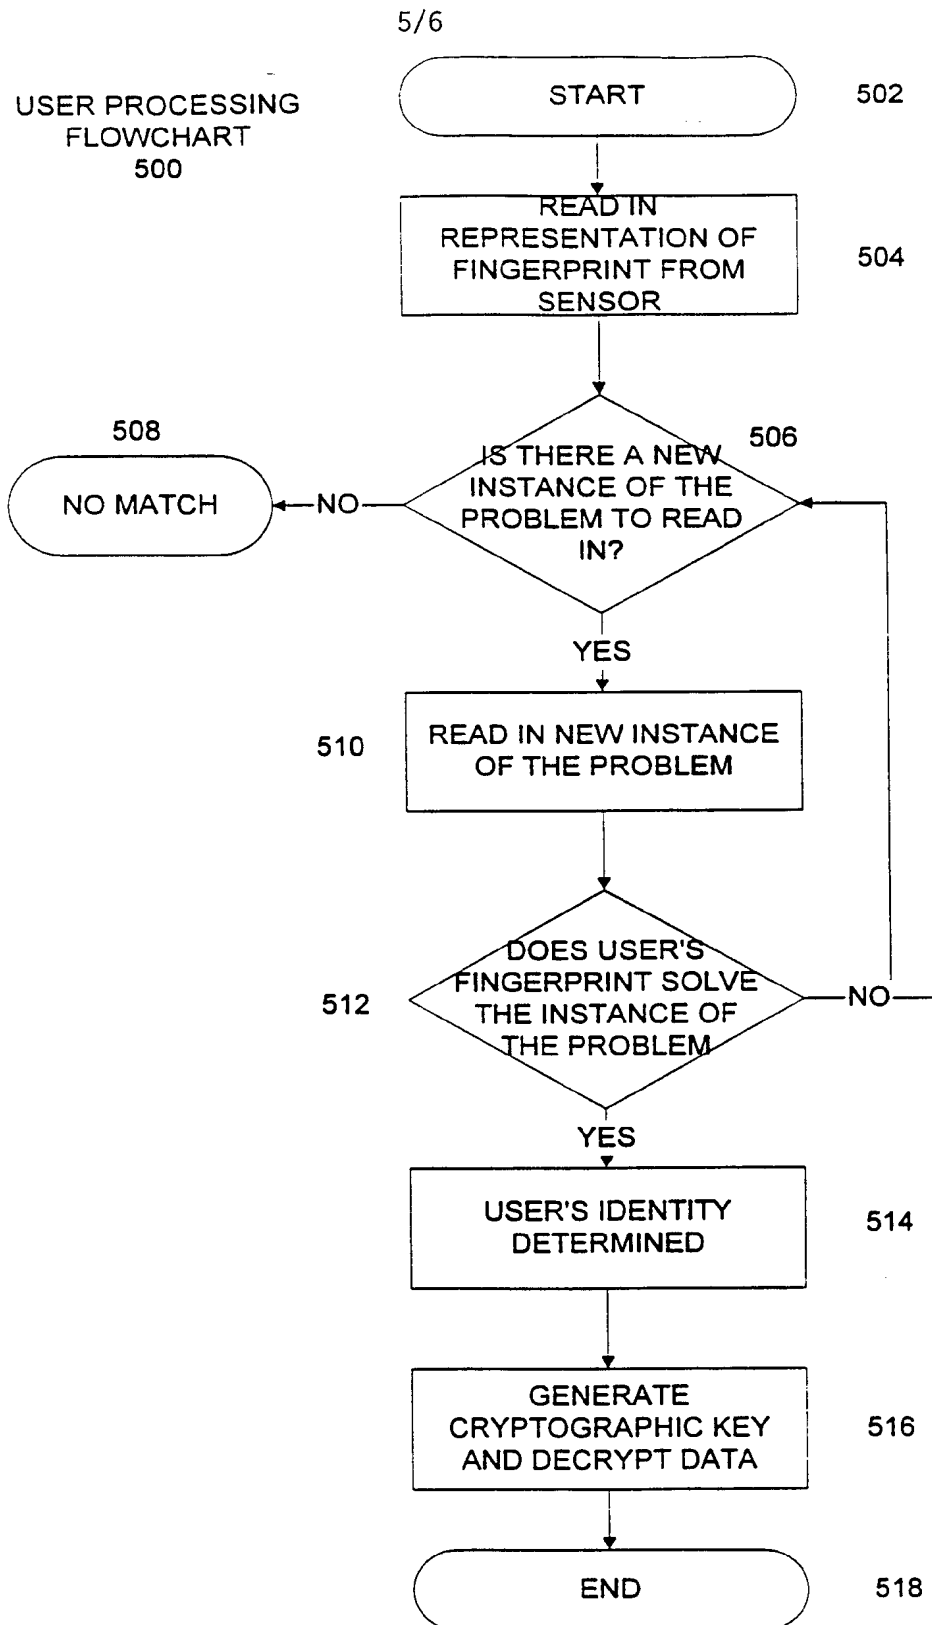 5/6
USER PROCESSING
FLOWCHART
500
START
502
READ IN
REPRESENTATION OF
FINGERPRINT FROM
SENSOR
504
506
IS THERE A NEW
INSTANCE OF THE
PROBLEM TO READ
IN?
508
NO MATCH
NO
YES
510
READ IN NEW INSTANCE
OF THE PROBLEM
512
DOES USER'S
FINGERPRINT SOLVE
THE INSTANCE OF
THE PROBLEM
NO
YES
USER'S IDENTITY
DETERMINED
514
GENERATE
CRYPTOGRAPHIC KEY
AND DECRYPT DATA
516
END
518